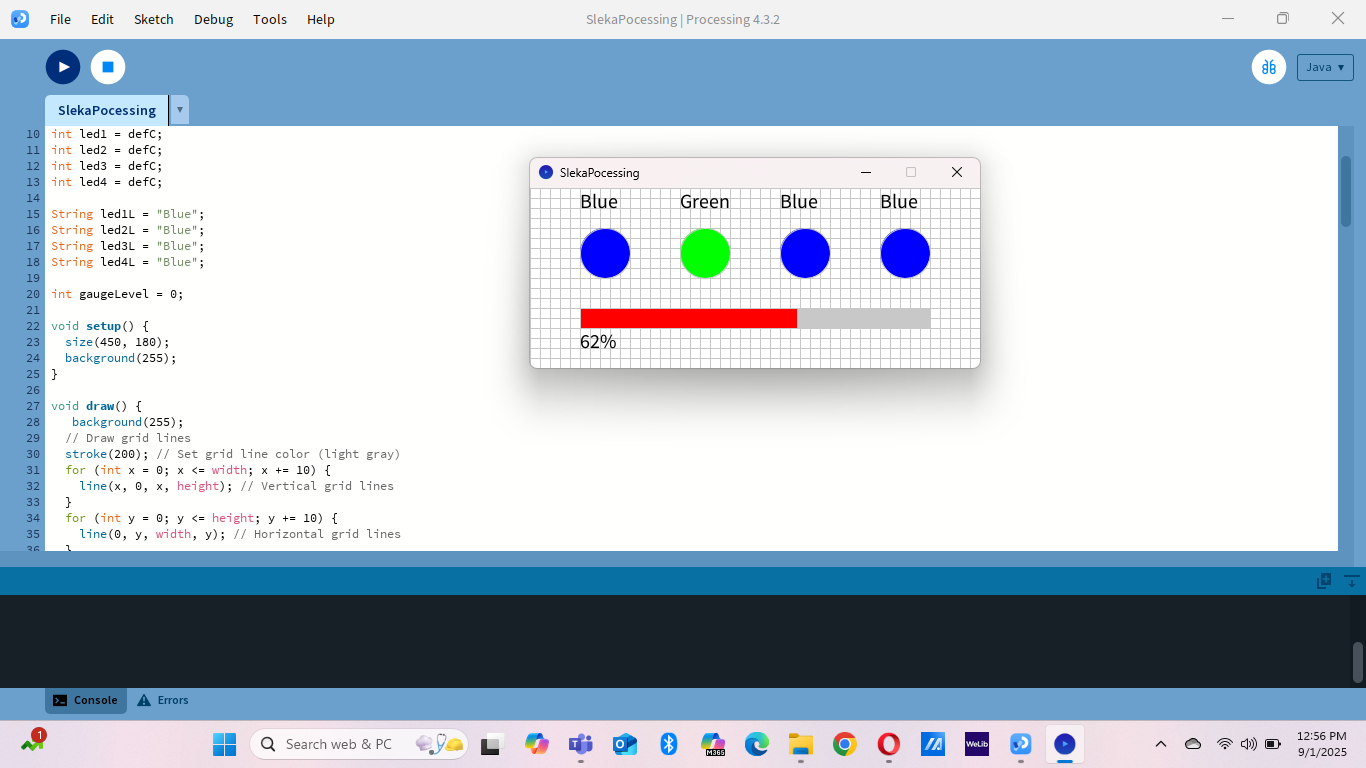 File Edit Sketch Debug Tools Help
SlekaPocessing | Processing 4.3.2
Java ▾
SlekaPocessing ▾
10 int led1 = defC;
11 int led2 = defC;
12 int led3 = defC;
13 int led4 = defC;
14
15 String led1L = "Blue";
16 String led2L = "Blue";
17 String led3L = "Blue";
18 String led4L = "Blue";
19
20 int gaugeLevel = 0;
21
22 void setup() {
23 size(450, 180);
24 background(255);
25 }
26
27 void draw() {
28 background(255);
29 // Draw grid lines
30 stroke(200); // Set grid line color (light gray)
31 for (int x = 0; x <= width; x += 10) {
32 line(x, 0, x, height); // Vertical grid lines
33 }
34 for (int y = 0; y <= height; y += 10) {
35 line(0, y, width, y); // Horizontal grid lines
36 }
SlekaPocessing
Blue Green Blue Blue
62%
Console Errors
1
Search web & PC
M365
WeLib
12:56 PM
9/1/2025